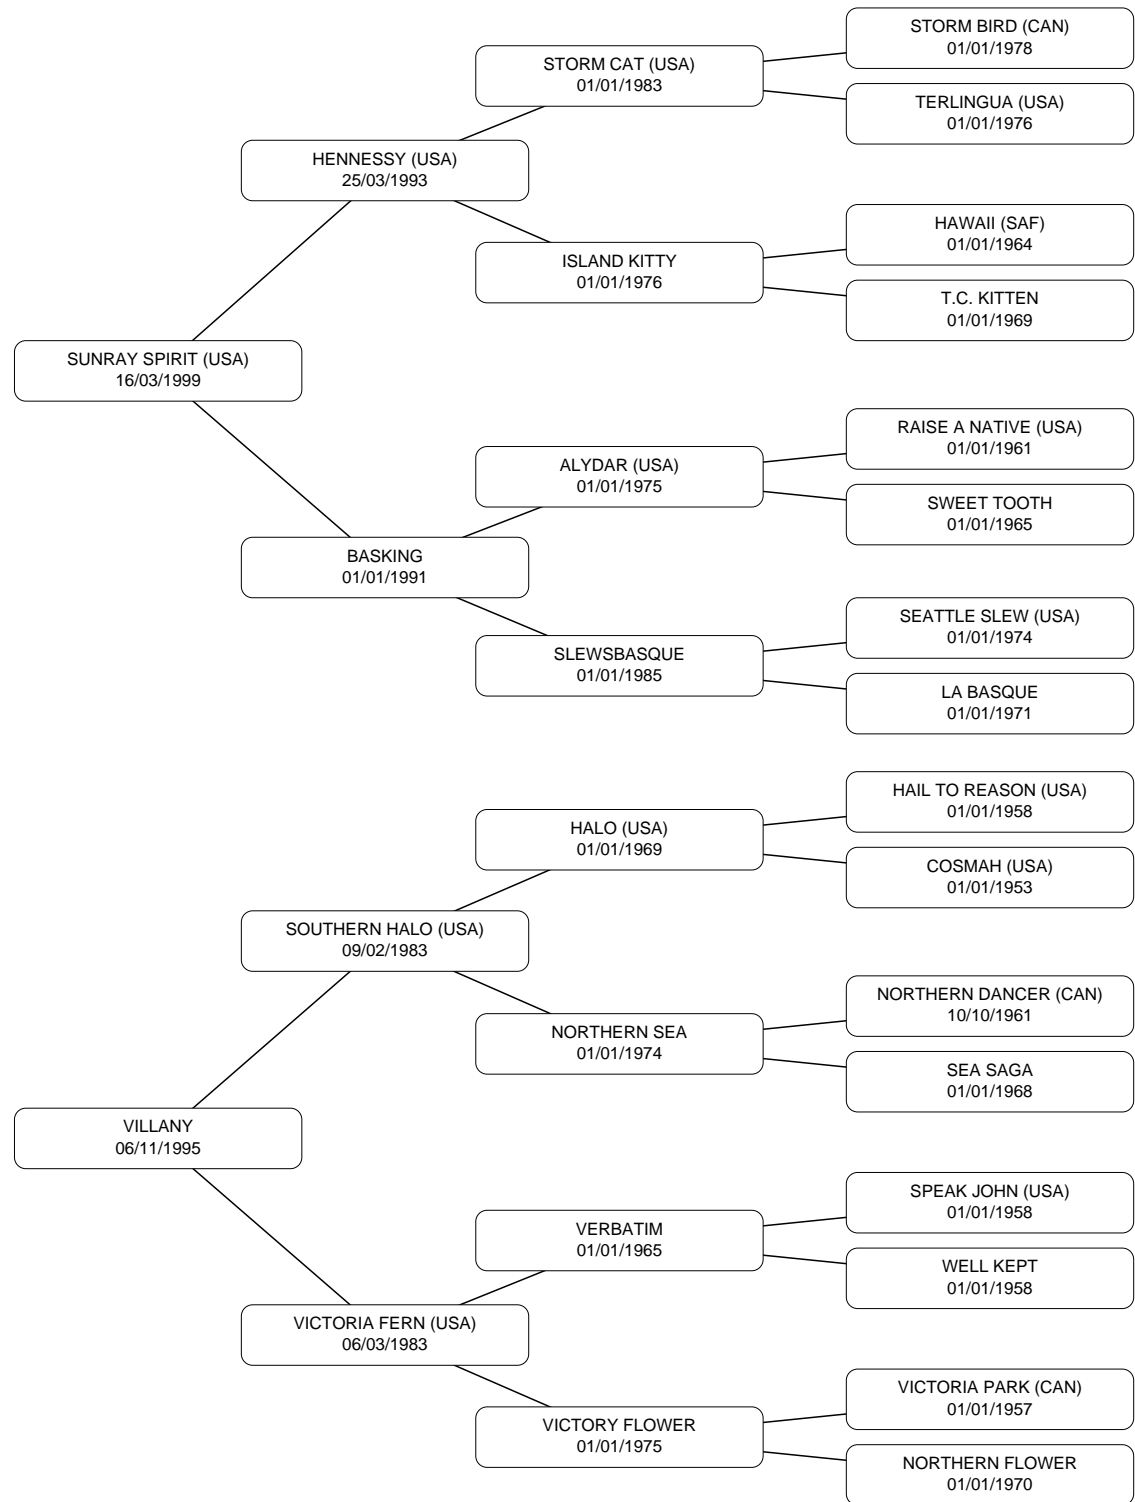 STORM BIRD (CAN)
01/01/1978
STORM CAT (USA)
01/01/1983
TERLINGUA (USA)
01/01/1976
HENNESSY (USA)
25/03/1993
HAWAII (SAF)
01/01/1964
ISLAND KITTY
01/01/1976
T.C. KITTEN
01/01/1969
SUNRAY SPIRIT (USA)
16/03/1999
RAISE A NATIVE (USA)
01/01/1961
ALYDAR (USA)
01/01/1975
SWEET TOOTH
01/01/1965
BASKING
01/01/1991
SEATTLE SLEW (USA)
01/01/1974
SLEWSBASQUE
01/01/1985
LA BASQUE
01/01/1971
HAIL TO REASON (USA)
01/01/1958
HALO (USA)
01/01/1969
COSMAH (USA)
01/01/1953
SOUTHERN HALO (USA)
09/02/1983
NORTHERN DANCER (CAN)
10/10/1961
NORTHERN SEA
01/01/1974
SEA SAGA
01/01/1968
VILLANY
06/11/1995
SPEAK JOHN (USA)
01/01/1958
VERBATIM
01/01/1965
WELL KEPT
01/01/1958
VICTORIA FERN (USA)
06/03/1983
VICTORIA PARK (CAN)
01/01/1957
VICTORY FLOWER
01/01/1975
NORTHERN FLOWER
01/01/1970